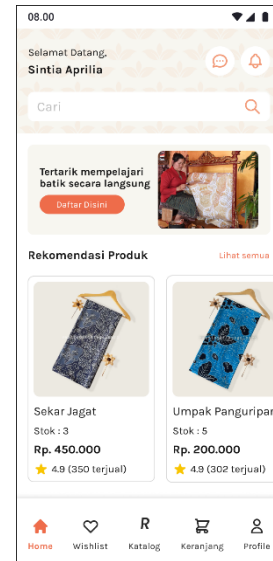 08.00
Selamat Datang,
Sintia Aprilia
Cari
Tertarik mempelajari
batik secara langsung
Daftar Disini
Rekomendasi Produk
Lihat semua
Sekar Jagat
Stok : 3
Rp. 450.000
4.9 (350 terjual)
Umpak Panguripan
Stok : 5
Rp. 200.000
4.9 (302 terjual)
R
Home
Wishlist
Katalog
Keranjang
Profile